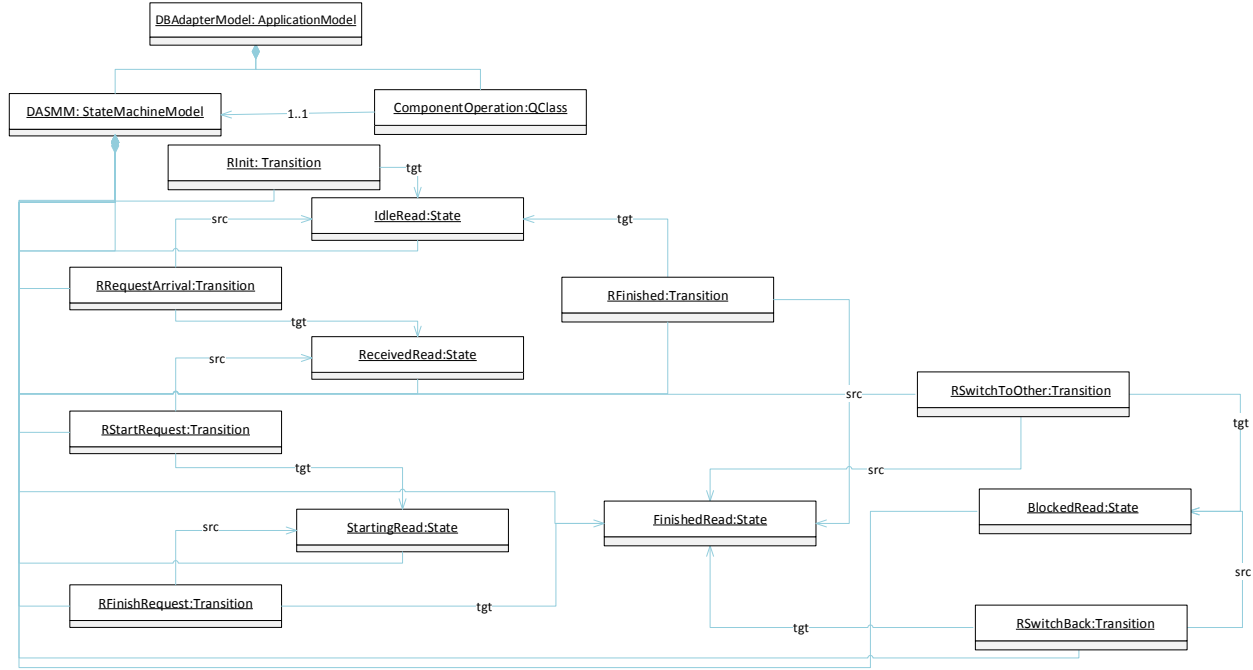 DBAdapterModel: ApplicationModel
DASMM: StateMachineModel
1..1
ComponentOperation:QClass
RInit: Transition
tgt
src
IdleRead:State
tgt
RRequestArrival:Transition
RFinished:Transition
tgt
src
ReceivedRead:State
RSwitchToOther:Transition
src
tgt
RStartRequest:Transition
tgt
src
StartingRead:State
src
FinishedRead:State
BlockedRead:State
src
RFinishRequest:Transition
tgt
tgt
RSwitchBack:Transition